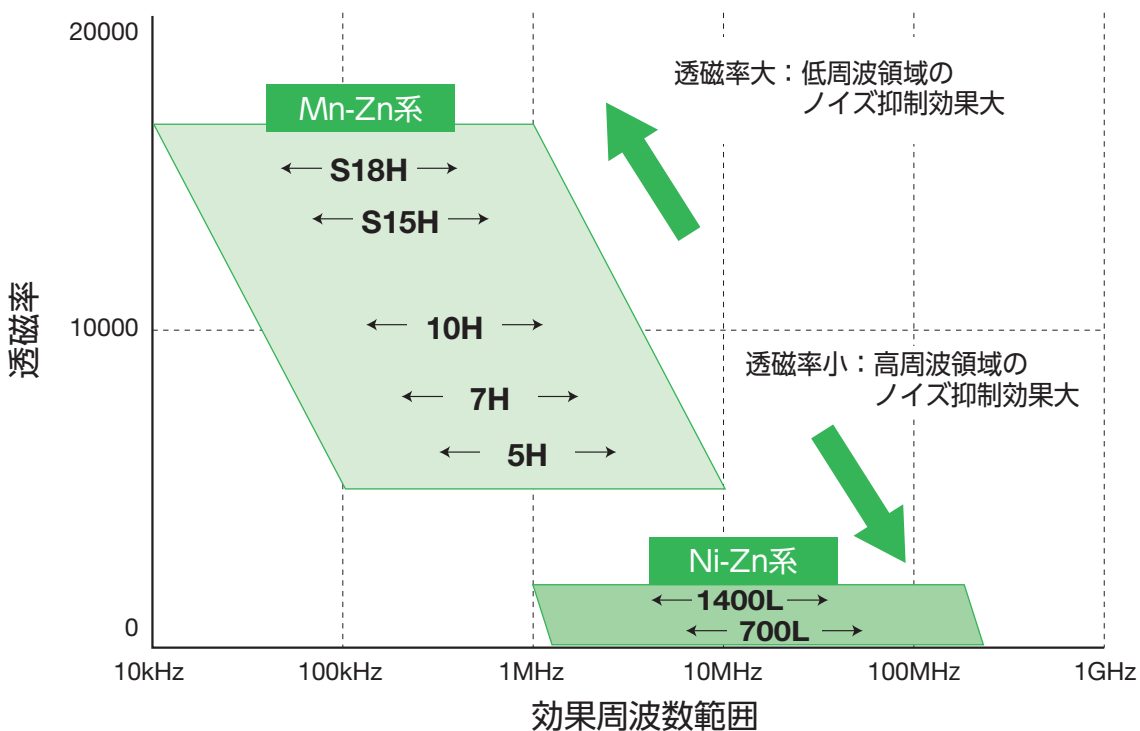 20000
透磁率大：低周波領域の
ノイズ抑制効果大
Mn-Zn系
S18H
S15H
透磁率
10000
10H
透磁率小：高周波領域の
ノイズ抑制効果大
7H
5H
Ni-Zn系
1400L
700L
0
10kHz 100kHz 1MHz 10MHz 100MHz 1GHz
効果周波数範囲